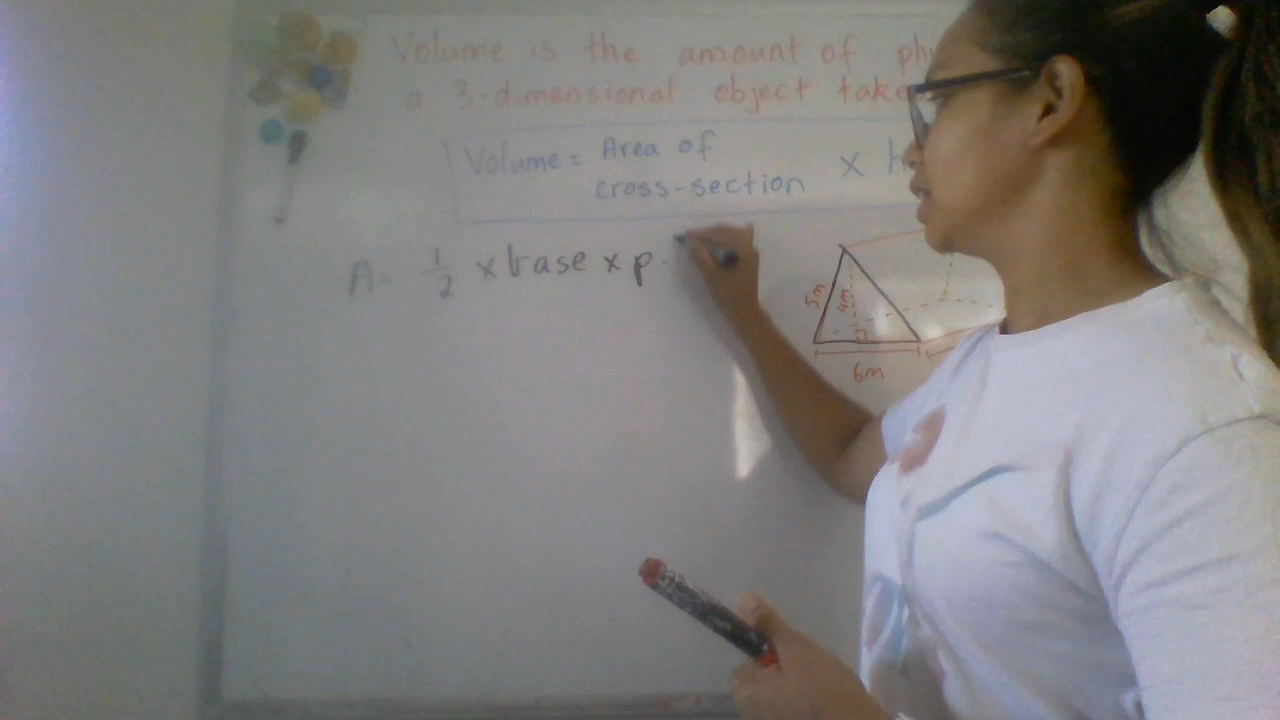 Volume is the amount of
a 3-dimensional object take
Volume = Area of
cross-section × h
A = 1/2 × base × p.
5m
4m
6m